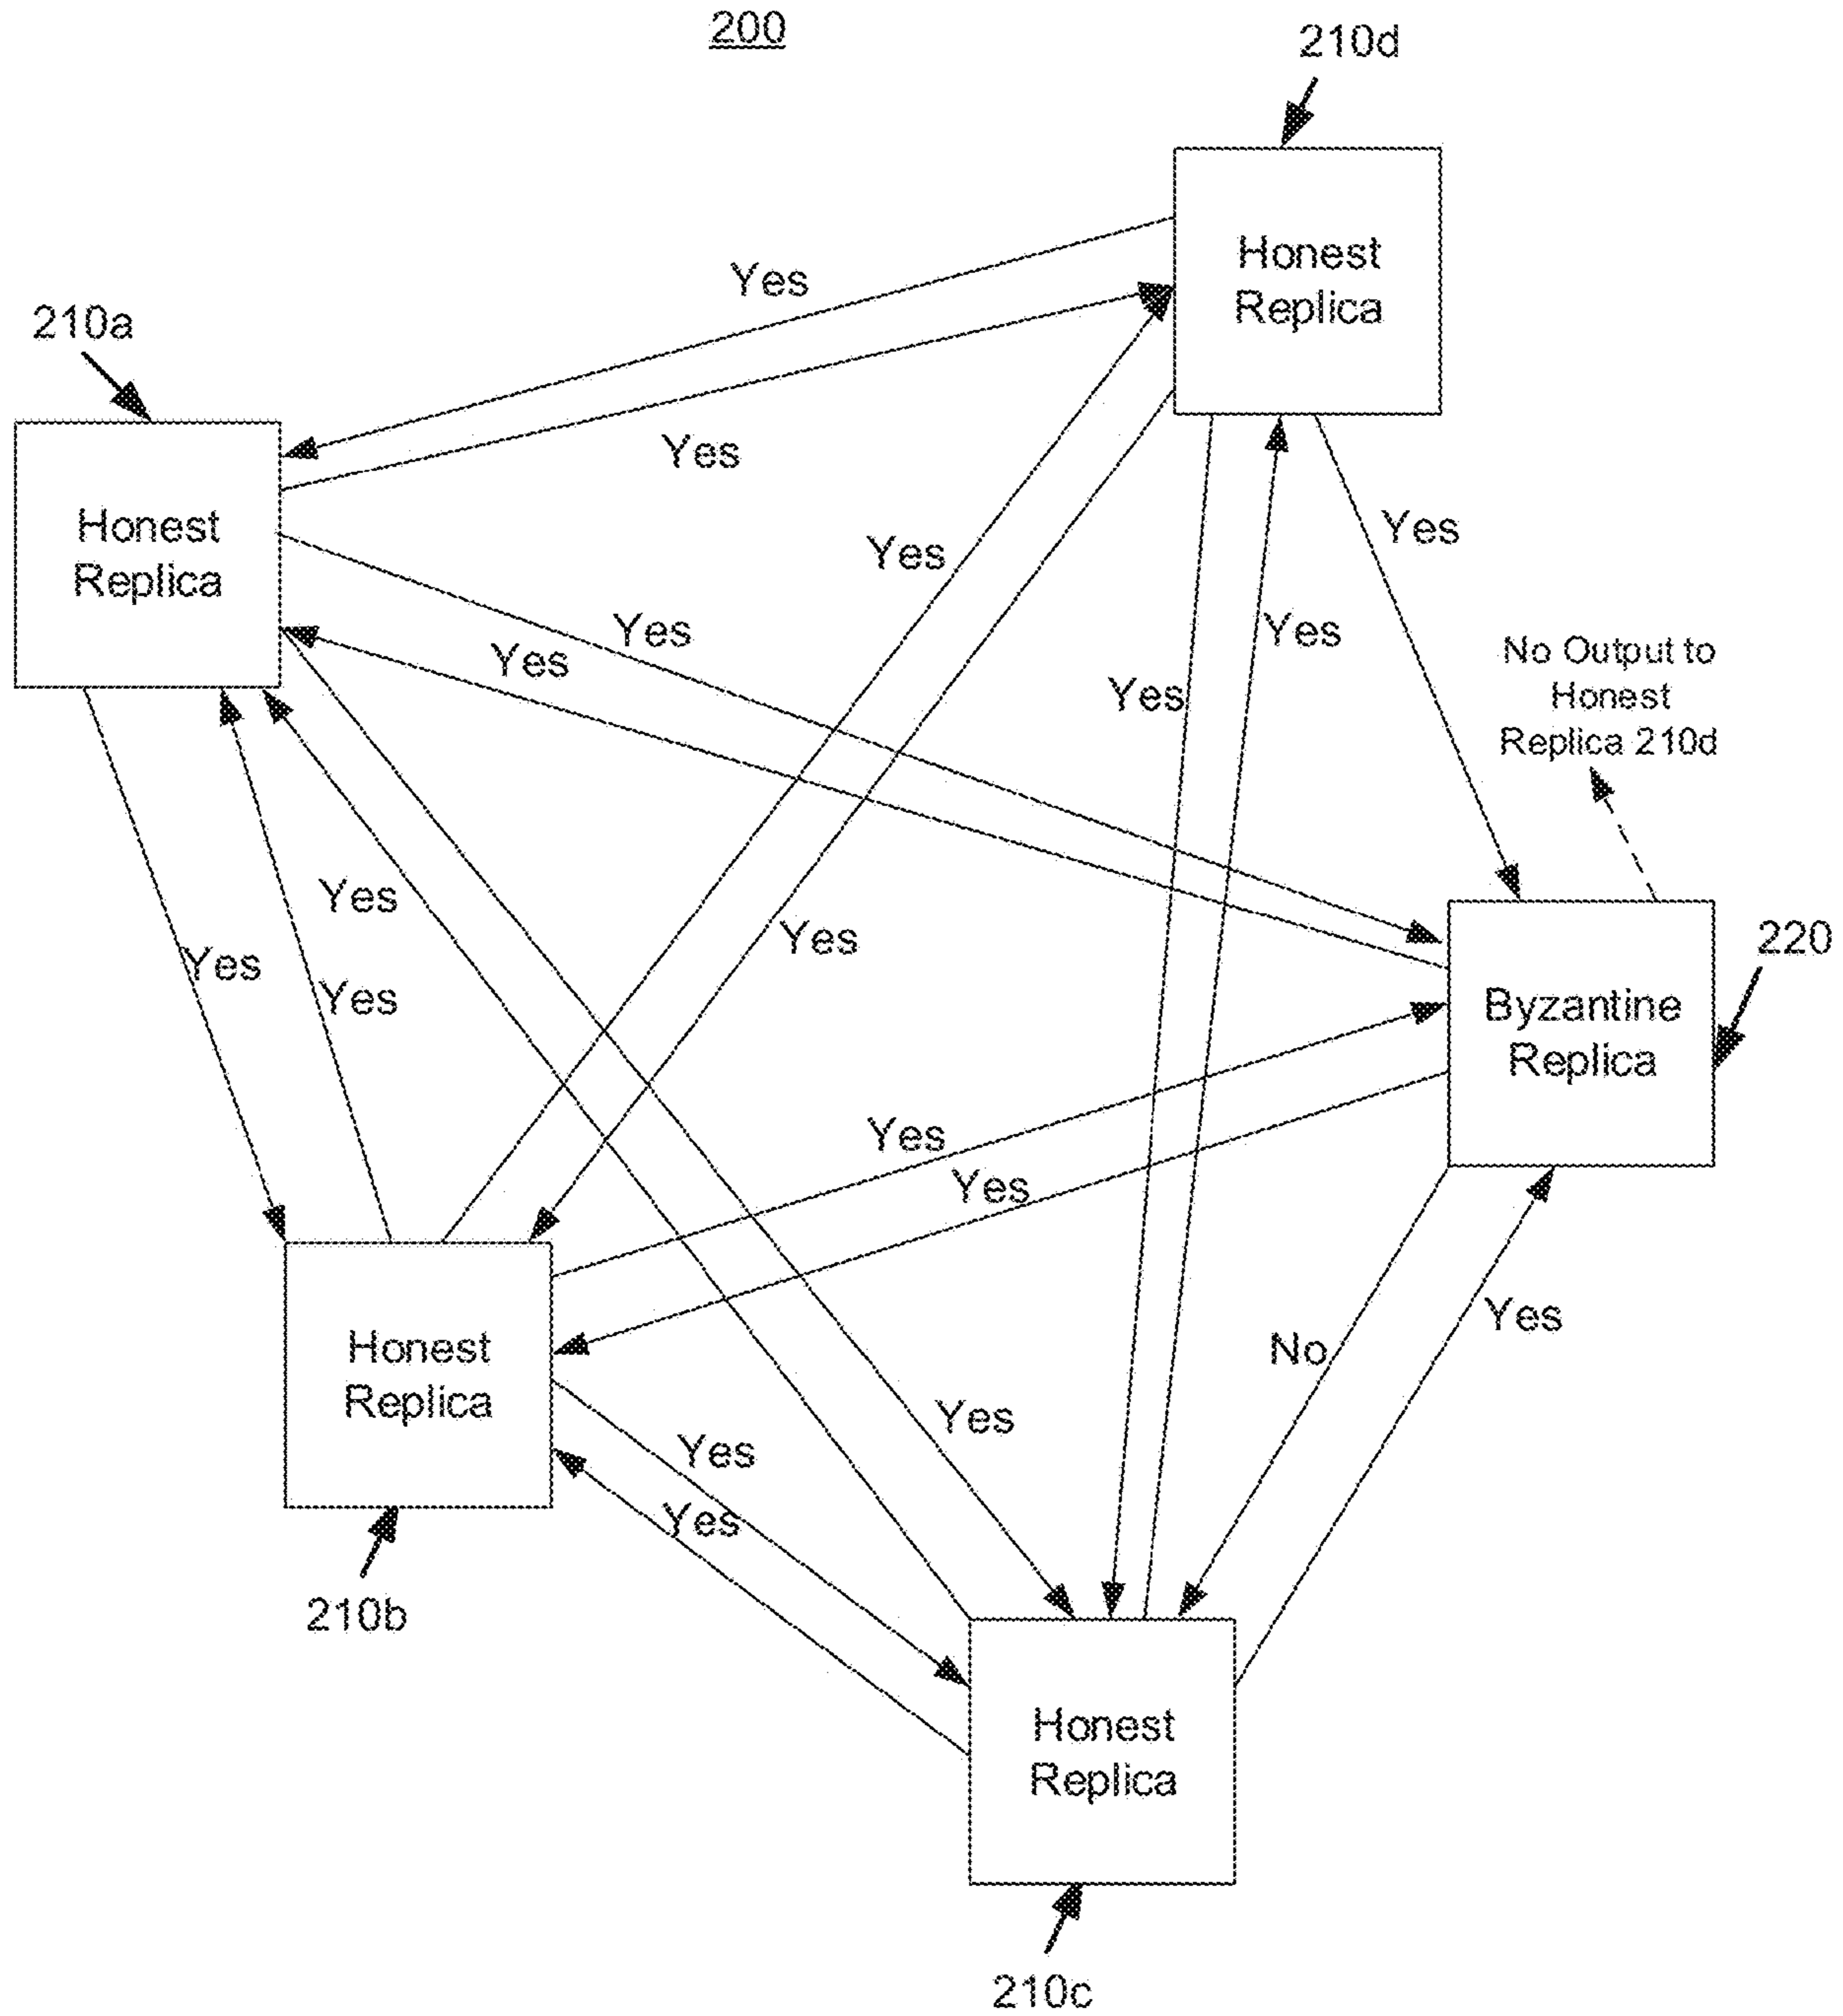 200
210d
Honest
Replica
Yes
210a
Yes
Honest
Replica
Yes
Yes
Yes
Yes
Yes
Yes
No Output to
Honest
Replica 210d
Yes
Yes
Yes
Yes
Yes
220
Byzantine
Replica
Yes
Yes
Yes
No
Honest
Replica
Yes
Yes
Yes
210b
Honest
Replica
210c